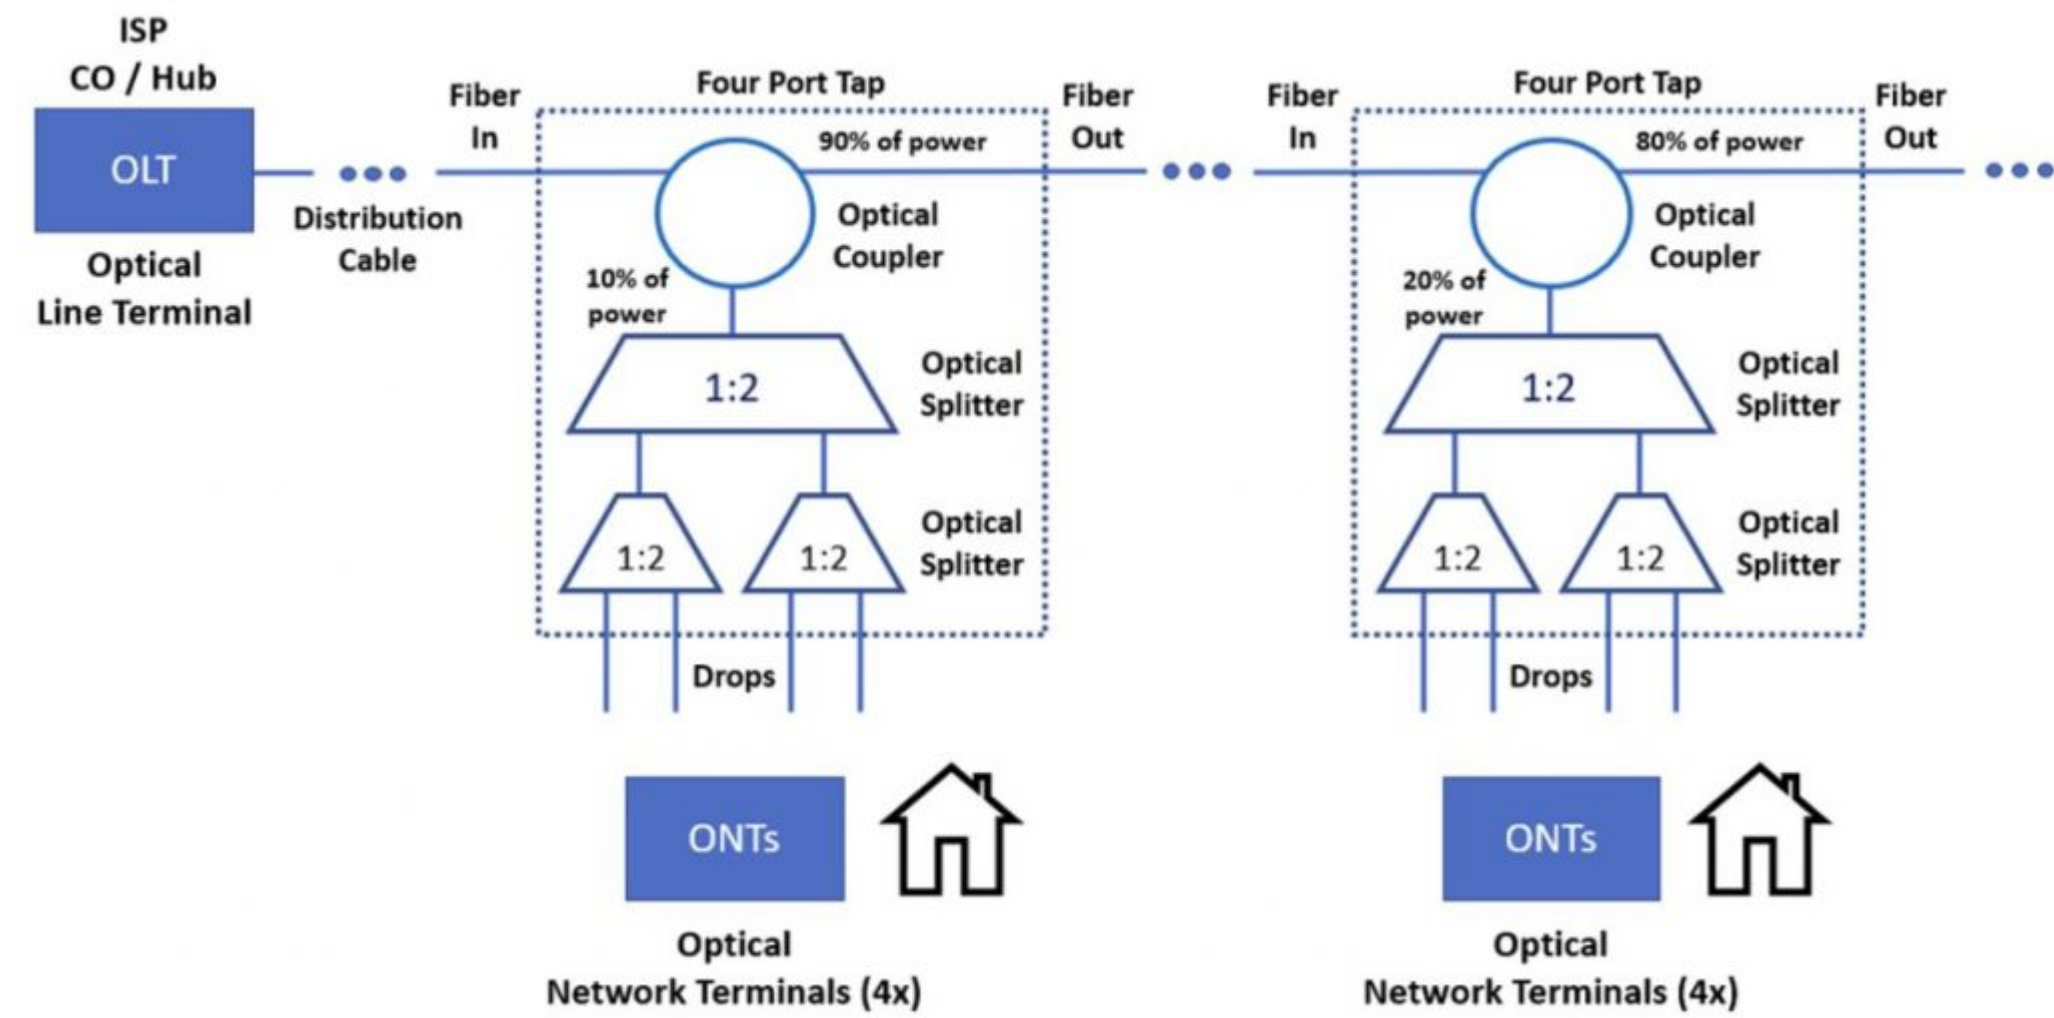 ISP
CO / Hub
OLT
Optical
Line Terminal
Distribution
Cable
Fiber
In
Four Port Tap
90% of power
Fiber
Out
Optical
Coupler
10% of
power
1:2
Optical
Splitter
1:2
1:2
Optical
Splitter
Drops
ONTs
Optical
Network Terminals (4x)
Fiber
In
Four Port Tap
80% of power
Fiber
Out
Optical
Coupler
20% of
power
1:2
Optical
Splitter
1:2
1:2
Optical
Splitter
Drops
ONTs
Optical
Network Terminals (4x)